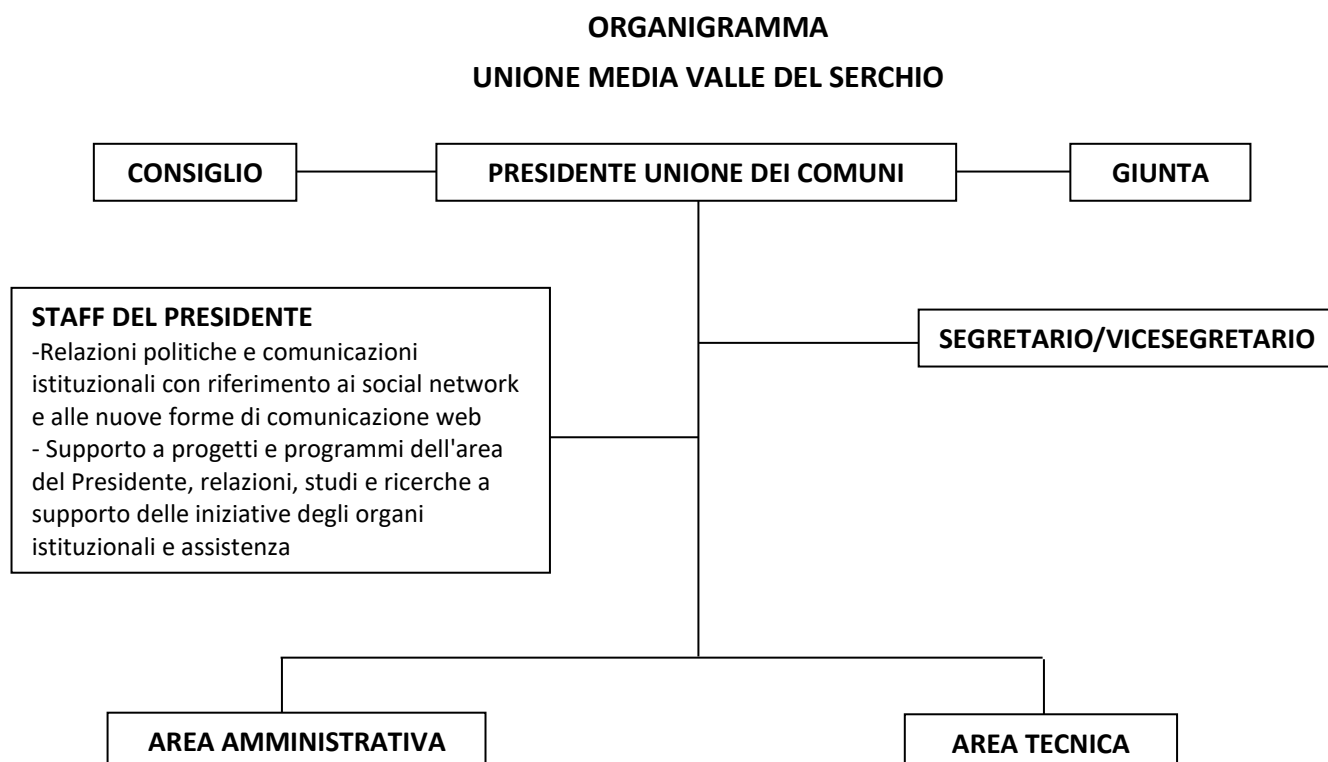 ORGANIGRAMMA
UNIONE MEDIA VALLE DEL SERCHIO
CONSIGLIO
PRESIDENTE UNIONE DEI COMUNI
GIUNTA
STAFF DEL PRESIDENTE
-Relazioni politiche e comunicazioni
istituzionali con riferimento ai social network
e alle nuove forme di comunicazione web
- Supporto a progetti e programmi dell'area
del Presidente, relazioni, studi e ricerche a
supporto delle iniziative degli organi
istituzionali e assistenza
SEGRETARIO/VICESEGRETARIO
AREA AMMINISTRATIVA
AREA TECNICA